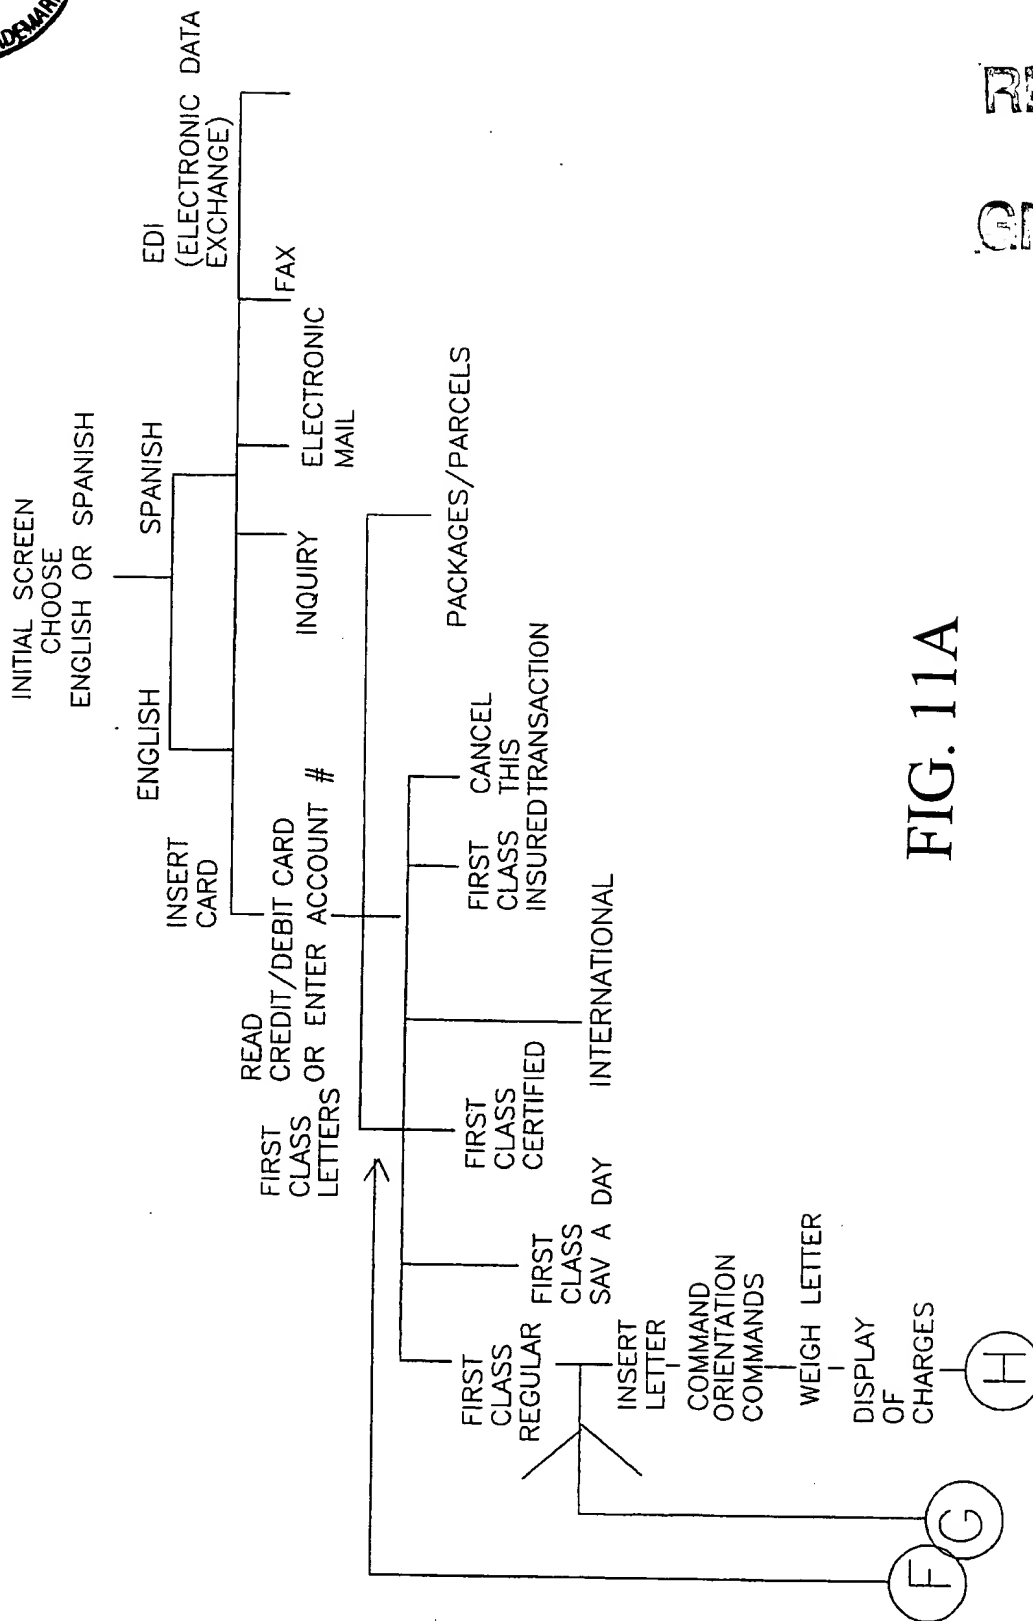 INITIAL SCREEN
CHOOSE
ENGLISH OR SPANISH
ENGLISH
SPANISH
INSERT
CARD
EDI
(ELECTRONIC DATA
EXCHANGE)
READ
CREDIT/DEBIT CARD
OR ENTER ACCOUNT #
INQUIRY
ELECTRONIC
MAIL
FAX
FIRST
CLASS
LETTERS
PACKAGES/PARCELS
FIRST
CLASS
REGULAR
FIRST
CLASS
SAV A DAY
FIRST
CLASS
CERTIFIED
INTERNATIONAL
FIRST
CLASS
INSURED
CANCEL
THIS
TRANSACTION
INSERT
LETTER
COMMAND
ORIENTATION
COMMANDS
WEIGH LETTER
DISPLAY
OF
CHARGES
F
G
H
FIG. 11A